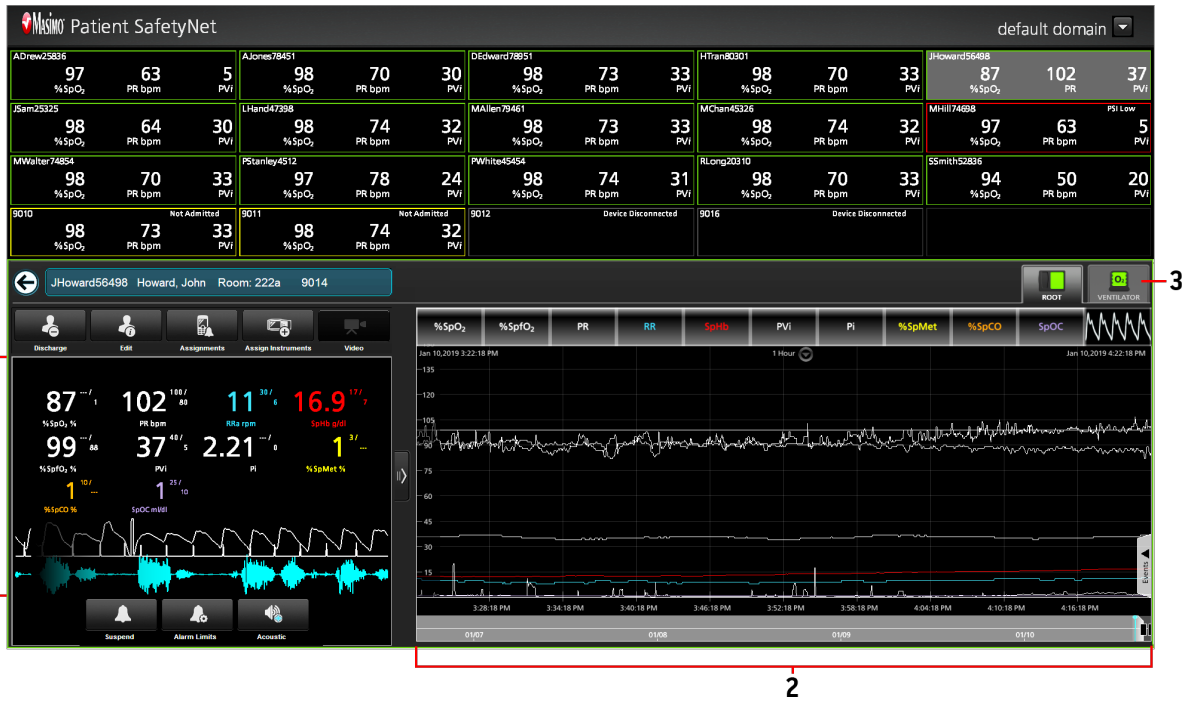 Masimo Patient SafetyNet
default domain
ADrew25836 AJones78451 DEdward78951 HTran80301 JHoward56498
97 63 5 98 70 30 98 73 33 98 70 33 87 102 37
%SpO₂ PR bpm PVi %SpO₂ PR bpm PVi %SpO₂ PR bpm PVi %SpO₂ PR bpm PVi %SpO₂ PR PVi
JSam25325 LHand47398 MAllen79461 MChan45326 MHill74698 PSI Low
98 64 30 98 74 32 98 73 33 98 74 32 97 63 5
%SpO₂ PR bpm PVi %SpO₂ PR bpm PVi %SpO₂ PR bpm PVi %SpO₂ PR bpm PVi %SpO₂ PR bpm PVi
MWalter74854 PStanley4512 PWhite45454 RLong20310 SSmith52836
98 70 33 97 78 24 98 74 31 98 70 33 94 50 20
%SpO₂ PR bpm PVi %SpO₂ PR bpm PVi %SpO₂ PR bpm PVi %SpO₂ PR bpm PVi %SpO₂ PR bpm PVi
9010 Not Admitted 9011 Not Admitted 9012 Device Disconnected 9016 Device Disconnected
98 73 33 98 74 32
%SpO₂ PR bpm PVi %SpO₂ PR bpm PVi
JHoward56498 Howard, John Room: 222a 9014
ROOT
O₂
VENTILATOR
3
Discharge Edit Assignments Assign Instruments Video
87 ---/ 1 102 100/ 80 11 30/ 6 16.9 17/ 7
%SpO₂ % PR bpm RRa rpm SpHb g/dl
99 ---/ 88 37 40/ 5 2.21 ---/ 0 1 3/ ---
%SpfO₂ % PVi Pi %SpMet %
1 10/ --- 1 25/ 10
%SpCO % SpOC ml/dl
Suspend Alarm Limits Acoustic
%SpO₂ %SpfO₂ PR RR SpHb PVi Pi %SpMet %SpCO SpOC
Jan 10,2019 3:22:18 PM 1 Hour Jan 10,2019 4:22:18 PM
135
120
105
90
75
60
45
30
15
Events
3:28:18 PM 3:34:18 PM 3:40:18 PM 3:46:18 PM 3:52:18 PM 3:58:18 PM 4:04:18 PM 4:10:18 PM 4:16:18 PM
01/07 01/08 01/09 01/10
2